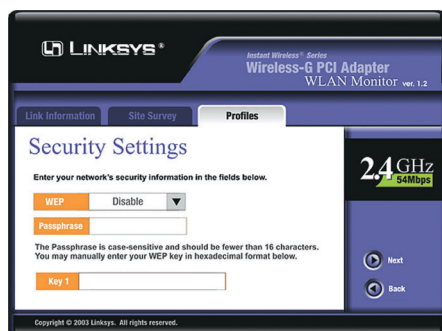 LINKSYS®
Instant Wireless® Series
Wireless-G PCI Adapter
WLAN Monitor ver. 1.2
Link Information
Site Survey
Profiles
Security Settings
Enter your network's security information in the fields below.
WEP Disable
Passphrase
The Passphrase is case-sensitive and should be fewer than 16 characters.
You may manually enter your WEP key in hexadecimal format below.
Key 1
2.4 GHz
54Mbps
Next
Back
Copyright © 2003 Linksys. All rights reserved.